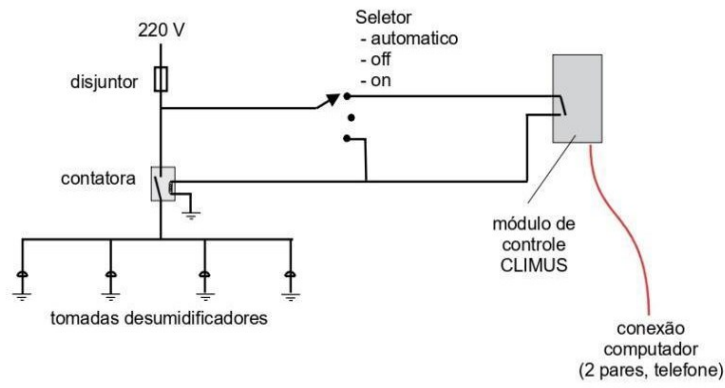 220 V
disjuntor
Seletor
- automatico
- off
- on
contatora
módulo de
controle
CLIMUS
tomadas desumidificadores
conexão
computador
(2 pares, telefone)